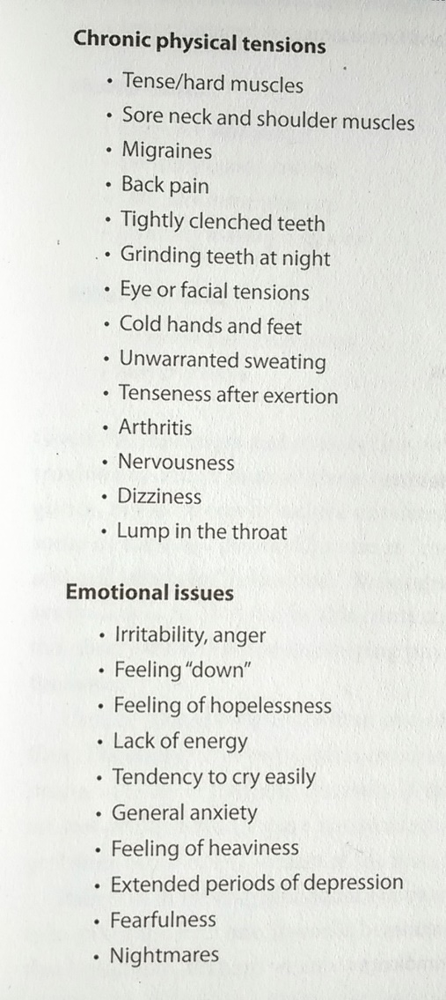 Chronic physical tensions
• Tense/hard muscles
• Sore neck and shoulder muscles
• Migraines
• Back pain
• Tightly clenched teeth
• Grinding teeth at night
• Eye or facial tensions
• Cold hands and feet
• Unwarranted sweating
• Tenseness after exertion
• Arthritis
• Nervousness
• Dizziness
• Lump in the throat
Emotional issues
• Irritability, anger
• Feeling “down”
• Feeling of hopelessness
• Lack of energy
• Tendency to cry easily
• General anxiety
• Feeling of heaviness
• Extended periods of depression
• Fearfulness
• Nightmares